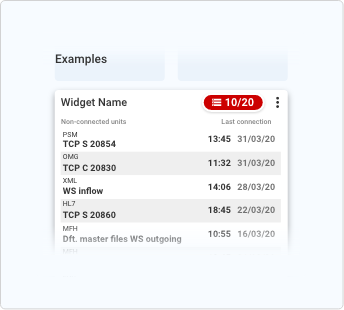 Examples
Widget Name 10/20
Non-connected units Last connection
PSM
TCP S 20854 13:45 31/03/20
OMG
TCP C 20830 11:32 31/03/20
XML
WS inflow 14:06 28/03/20
HL7
TCP S 20860 18:45 22/03/20
MFH
Dft. master files WS outgoing 10:55 16/03/20